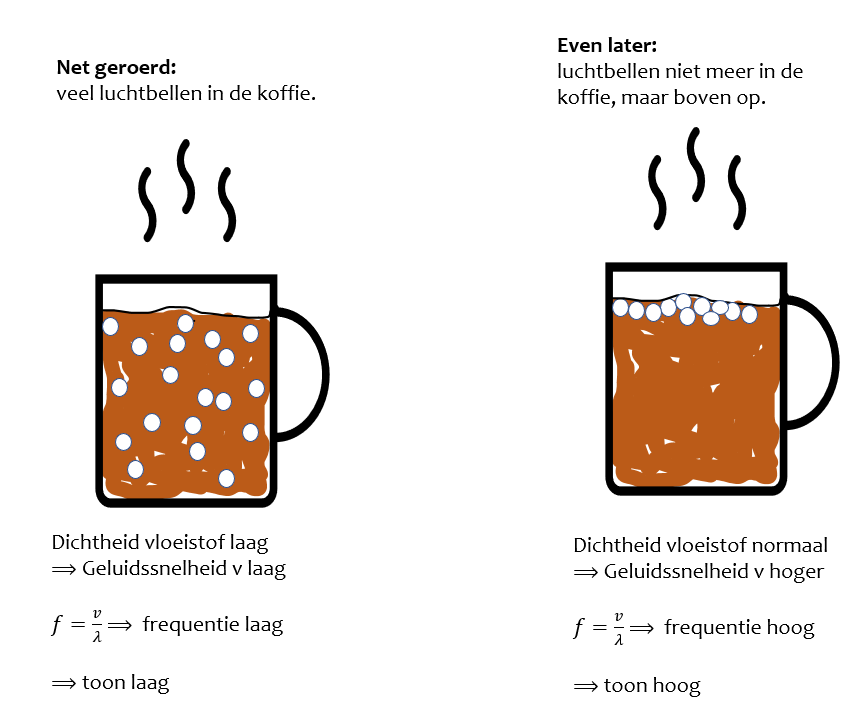 Net geroerd:
veel luchtbellen in de koffie.
Dichtheid vloeistof laag
⟹ Geluidssnelheid v laag
f = v/λ ⟹ frequentie laag
⟹ toon laag
Even later:
luchtbellen niet meer in de
koffie, maar boven op.
Dichtheid vloeistof normaal
⟹ Geluidssnelheid v hoger
f = v/λ ⟹ frequentie hoog
⟹ toon hoog